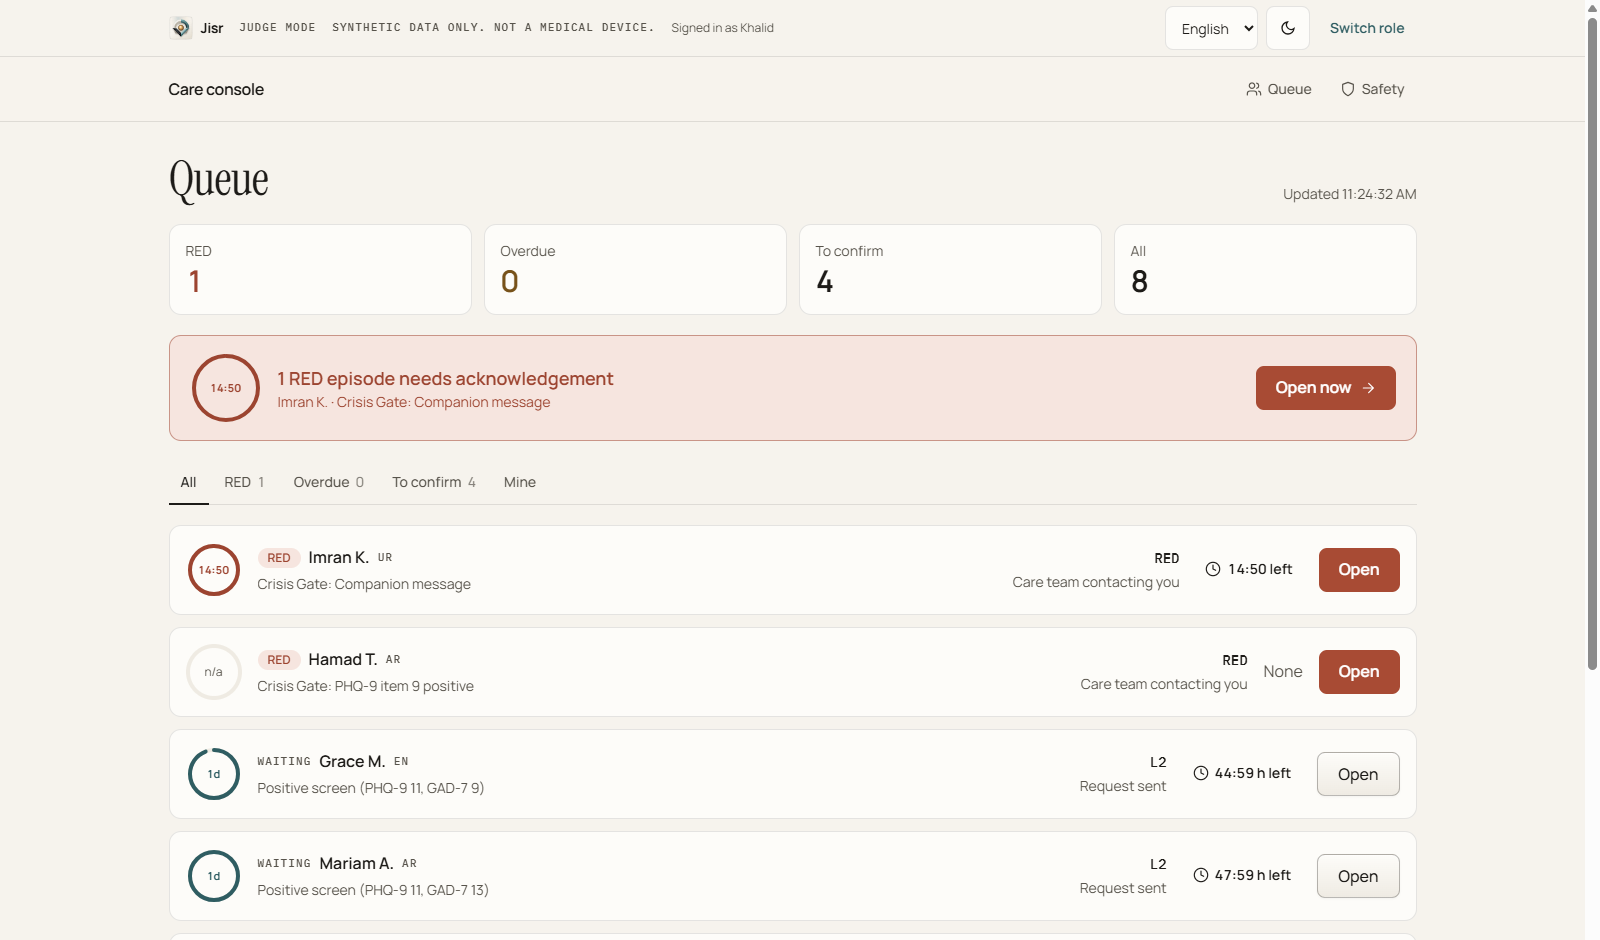 Jisr JUDGE MODE SYNTHETIC DATA ONLY. NOT A MEDICAL DEVICE. Signed in as Khalid English Switch role
Care console Queue Safety
Queue
Updated 11:24:32 AM
RED Overdue To confirm All
1 0 4 8
14:50
1 RED episode needs acknowledgement
Imran K. · Crisis Gate: Companion message
Open now
All RED 1 Overdue 0 To confirm 4 Mine
14:50 RED Imran K. UR
Crisis Gate: Companion message
RED
Care team contacting you
14:50 left
Open
n/a RED Hamad T. AR
Crisis Gate: PHQ-9 item 9 positive
RED
Care team contacting you
None
Open
1d WAITING Grace M. EN
Positive screen (PHQ-9 11, GAD-7 9)
L2
Request sent
44:59 h left
Open
1d WAITING Mariam A. AR
Positive screen (PHQ-9 11, GAD-7 13)
L2
Request sent
47:59 h left
Open